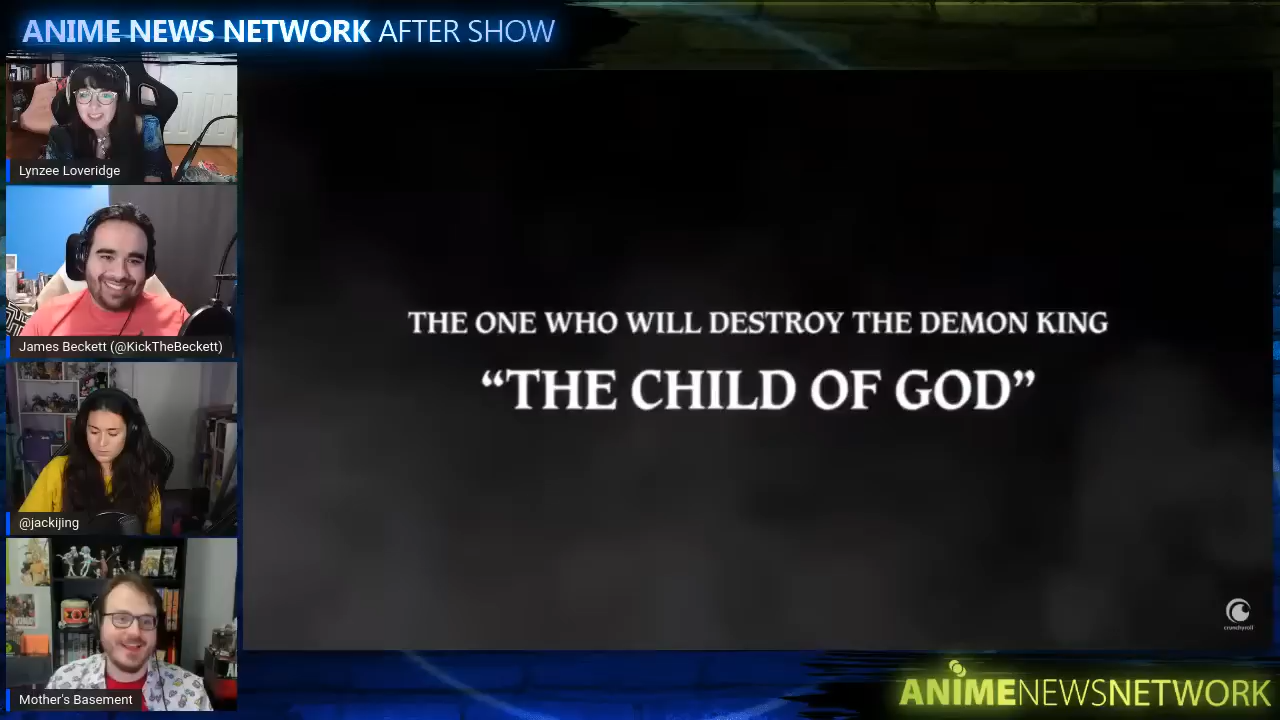 ANIME NEWS NETWORK AFTER SHOW
Lynzee Loveridge
James Beckett (@KickTheBeckett)
@jackijing
Mother's Basement
THE ONE WHO WILL DESTROY THE DEMON KING
“THE CHILD OF GOD”
crunchyroll
ANIMENEWSNETWORK